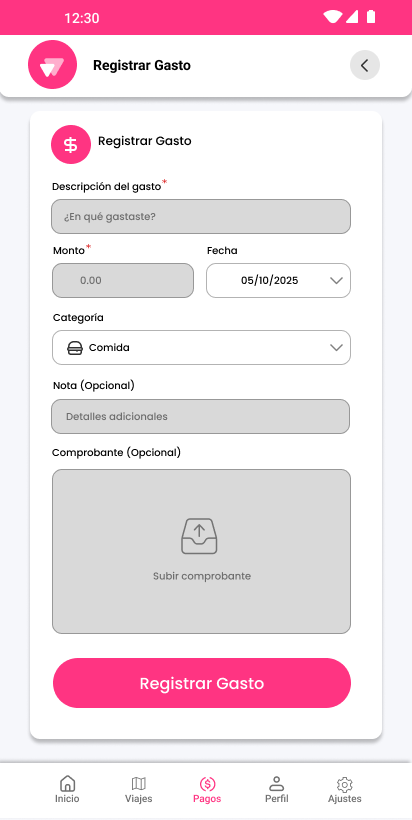 12:30
Registrar Gasto
Registrar Gasto
Descripción del gasto*
¿En qué gastaste?
Monto* Fecha
0.00 05/10/2025
Categoría
Comida
Nota (Opcional)
Detalles adicionales
Comprobante (Opcional)
Subir comprobante
Registrar Gasto
Inicio Viajes Pagos Perfil Ajustes